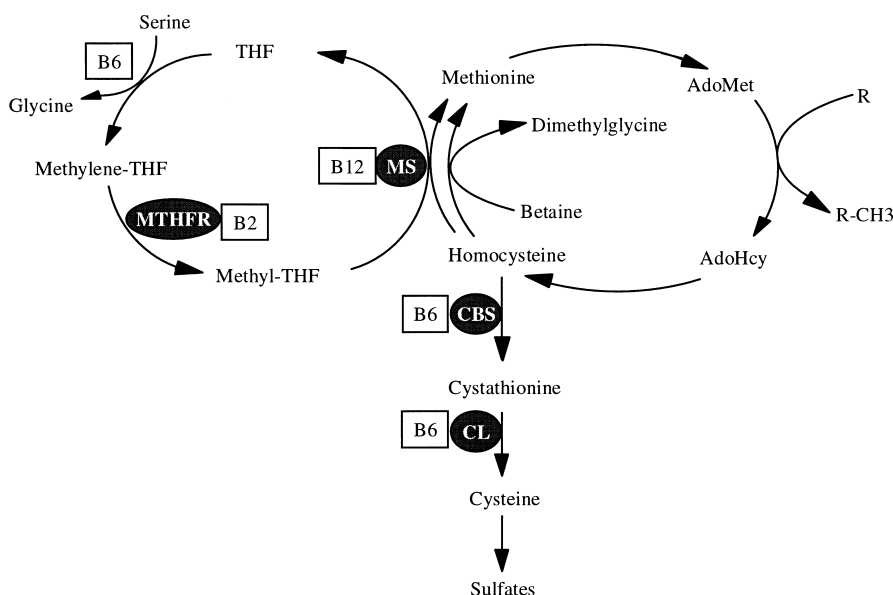 Serine
B6
THF
Glycine
Methylene-THF
MTHFR
B2
Methyl-THF
B12
MS
Methionine
AdoMet
R
Dimethylglycine
Betaine
R-CH3
Homocysteine
AdoHcy
B6
CBS
Cystathionine
B6
CL
Cysteine
Sulfates